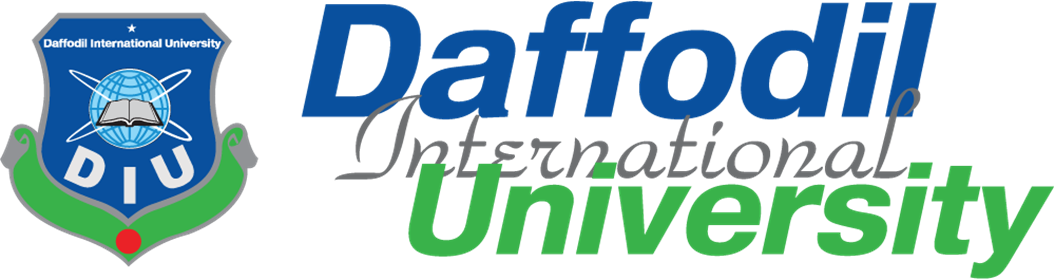 Daffodil International University
DIU
Daffodil
International
University